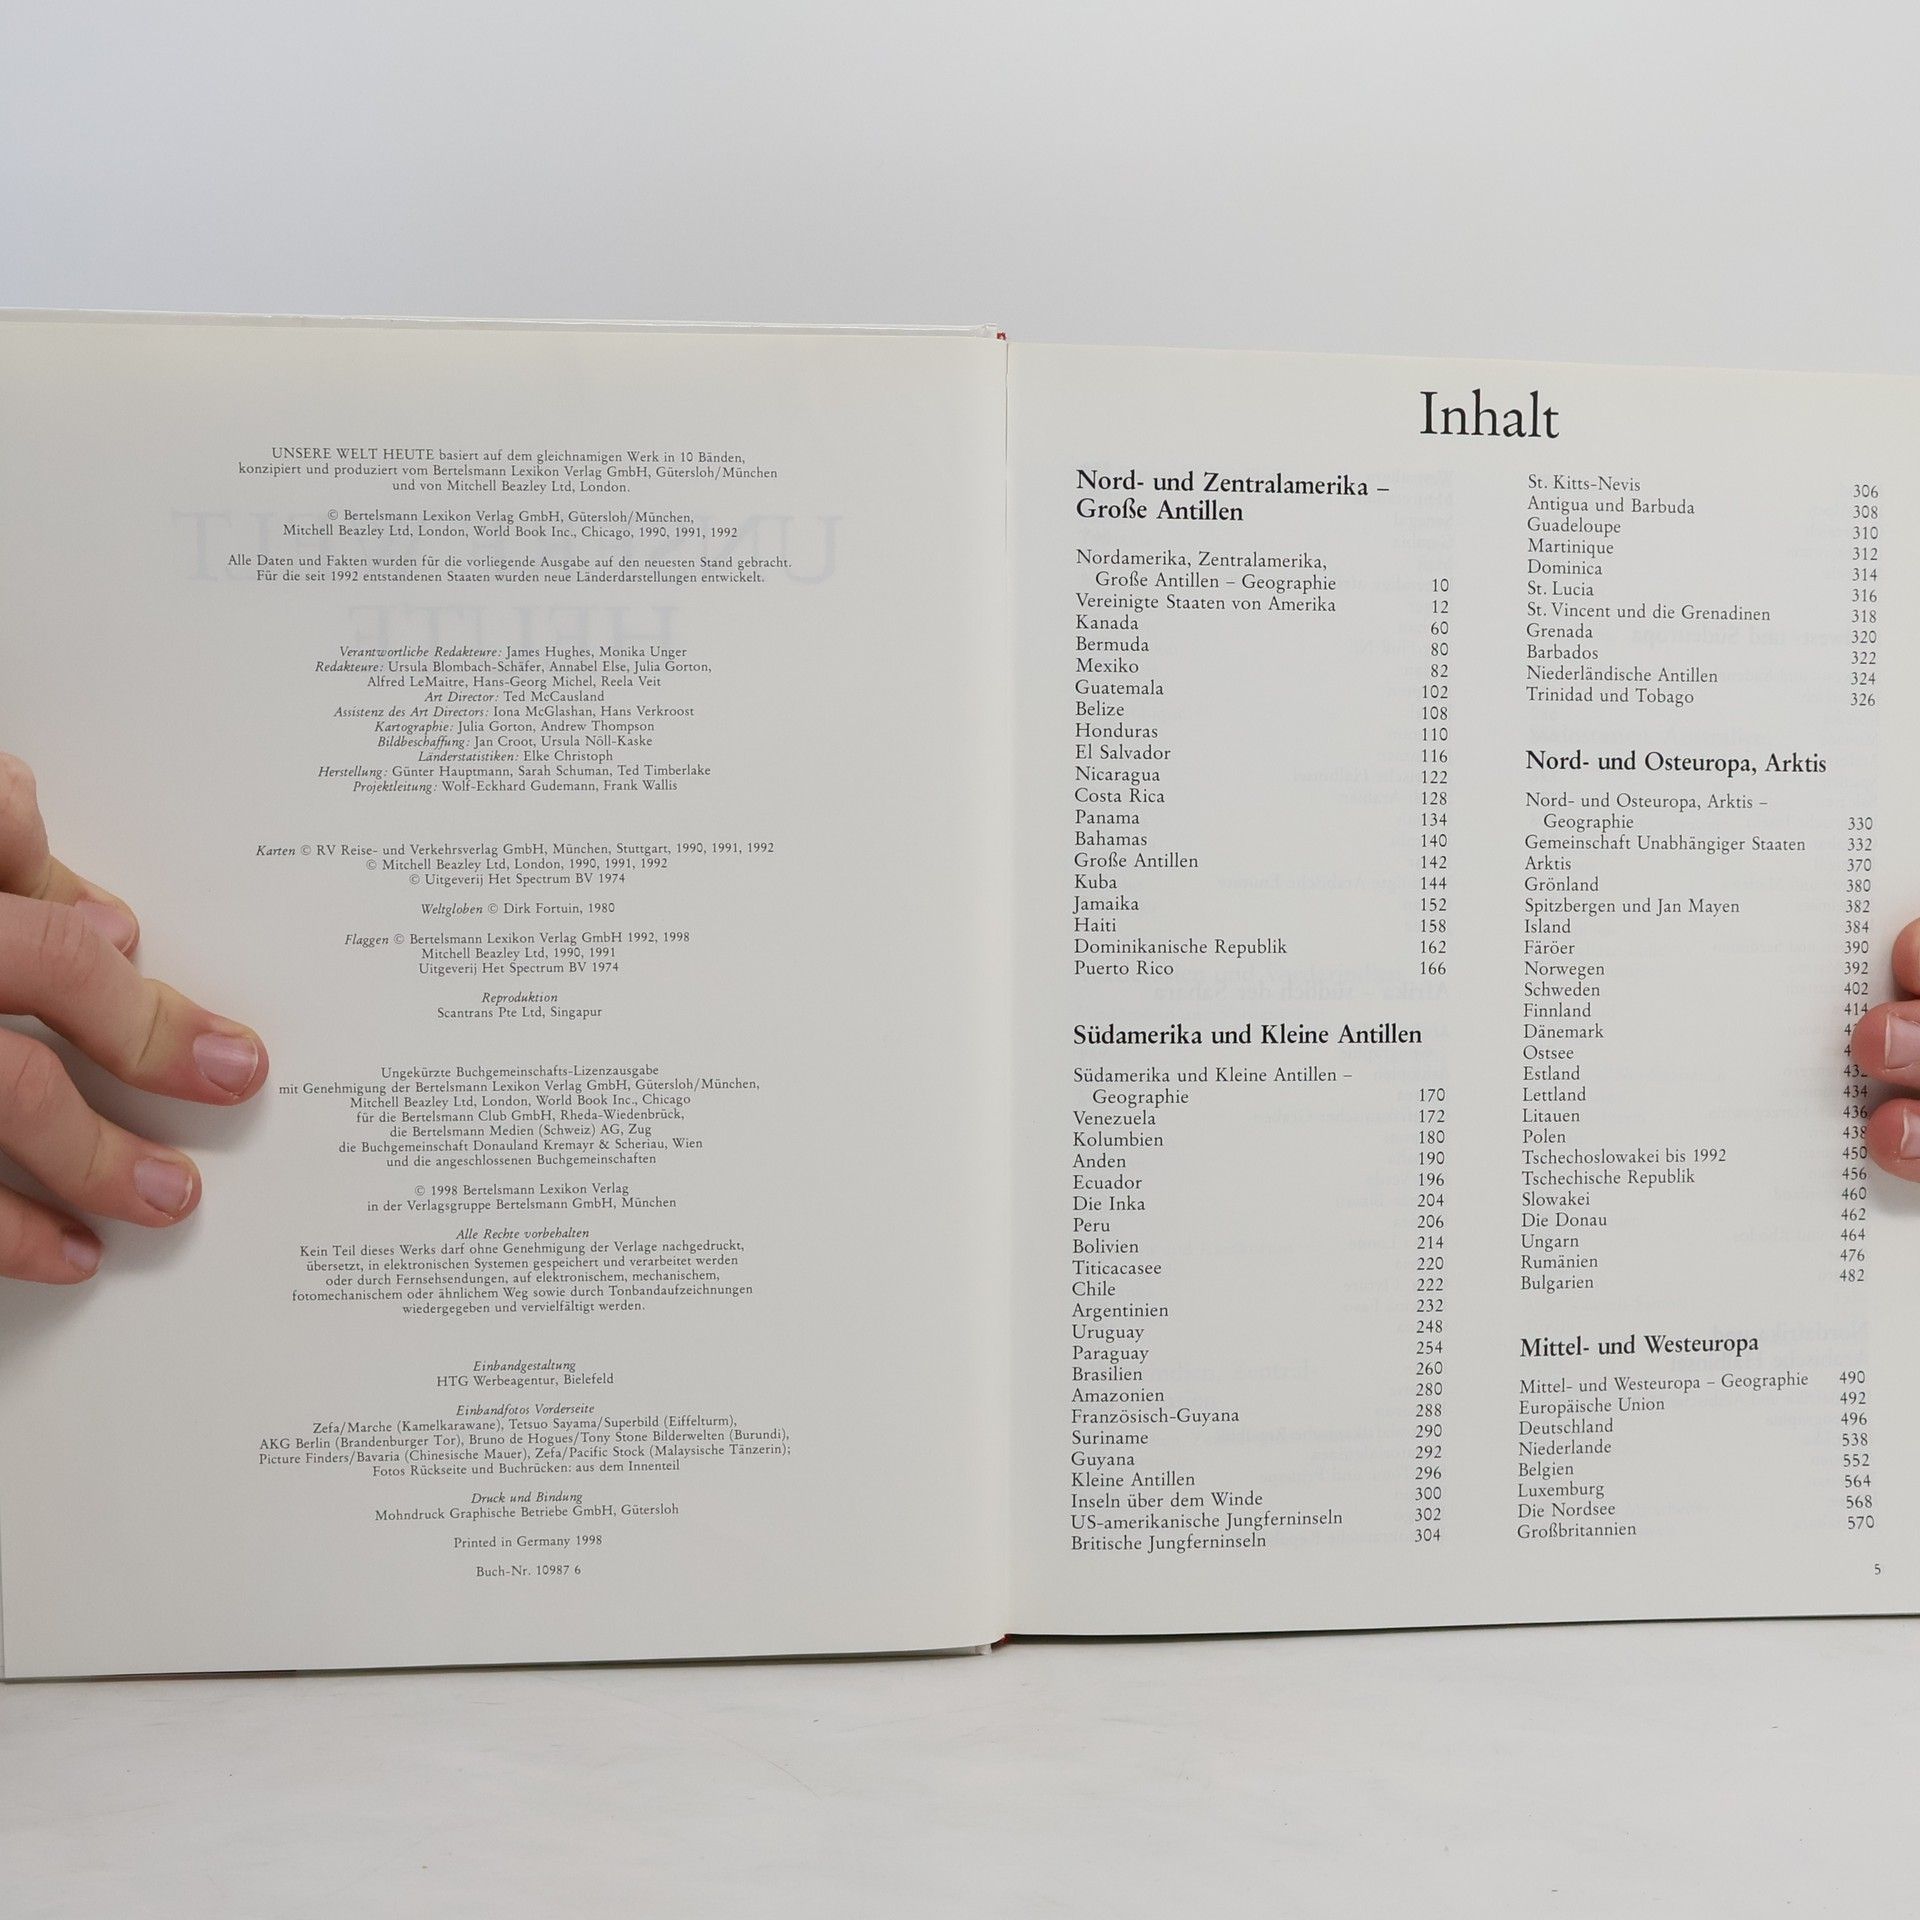 UNSERE WELT HEUTE basiert auf dem gleichnamigen Werk in 10 Bänden,
konzipiert und produziert vom Bertelsmann Lexikon Verlag GmbH, Gütersloh/München
und von Mitchell Beazley Ltd, London.
© Bertelsmann Lexikon Verlag GmbH, Gütersloh/München,
Mitchell Beazley Ltd, London, World Book Inc., Chicago, 1990, 1991, 1992
Alle Daten und Fakten wurden für die vorliegende Ausgabe auf den neuesten Stand gebracht.
Für die seit 1992 entstandenen Staaten wurden neue Länderdarstellungen entwickelt.
Verantwortliche Redakteure: James Hughes, Monika Unger
Redakteure: Ursula Blombach-Schäfer, Annabel Else, Julia Gorton,
Alfred LeMaitre, Hans-Georg Michel, Reela Veit
Art Director: Ted McCausland
Assistenz des Art Directors: Iona McGlashan, Hans Verkroost
Kartographie: Julia Gorton, Andrew Thompson
Bildbeschaffung: Jan Croot, Ursula Nöll-Kaske
Länderstatistiken: Elke Christoph
Herstellung: Günter Hauptmann, Sarah Schuman, Ted Timberlake
Projektleitung: Wolf-Eckhard Gudemann, Frank Wallis
Karten © RV Reise- und Verkehrsverlag GmbH, München, Stuttgart, 1990, 1991, 1992
© Mitchell Beazley Ltd, London, 1990, 1991, 1992
© Uitgeverij Het Spectrum BV 1974
Weltgloben © Dirk Fortuin, 1980
Flaggen © Bertelsmann Lexikon Verlag GmbH 1992, 1998
Mitchell Beazley Ltd, 1990, 1991
Uitgeverij Het Spectrum BV 1974
Reproduktion
Scantrans Pte Ltd, Singapur
Ungekürzte Buchgemeinschafts-Lizenzausgabe
mit Genehmigung der Bertelsmann Lexikon Verlag GmbH, Gütersloh/München,
Mitchell Beazley Ltd, London, World Book Inc., Chicago
für die Bertelsmann Club GmbH, Rheda-Wiedenbrück,
die Bertelsmann Medien (Schweiz) AG, Zug
die Buchgemeinschaft Donauland Kremayr & Scheriau, Wien
und die angeschlossenen Buchgemeinschaften
© 1998 Bertelsmann Lexikon Verlag
in der Verlagsgruppe Bertelsmann GmbH, München
Alle Rechte vorbehalten
Kein Teil dieses Werks darf ohne Genehmigung der Verlage nachgedruckt,
übersetzt, in elektronischen Systemen gespeichert und verarbeitet werden
oder durch Fernsehsendungen, auf elektronischem, mechanischem,
fotomechanischem oder ähnlichem Weg sowie durch Tonbandaufzeichnungen
wiedergegeben und vervielfältigt werden.
Einbandgestaltung
HTG Werbeagentur, Bielefeld
Einbandfotos Vorderseite
Zefa/Marche (Kamelkarawane), Tetsuo Sayama/Superbild (Eiffelturm),
AKG Berlin (Brandenburger Tor), Bruno de Hogues/Tony Stone Bilderwelten (Burundi),
Picture Finders/Bavaria (Chinesische Mauer), Zefa/Pacific Stock (Malaysische Tänzerin);
Fotos Rückseite und Buchrücken: aus dem Innenteil
Druck und Bindung
Mohndruck Graphische Betriebe GmbH, Gütersloh
Printed in Germany 1998
Buch-Nr. 10987 6
Inhalt
Nord- und Zentralamerika –
Große Antillen
Nordamerika, Zentralamerika,
Große Antillen – Geographie 10
Vereinigte Staaten von Amerika 12
Kanada 60
Bermuda 80
Mexiko 82
Guatemala 102
Belize 108
Honduras 110
El Salvador 116
Nicaragua 122
Costa Rica 128
Panama 134
Bahamas 140
Große Antillen 142
Kuba 144
Jamaika 152
Haiti 158
Dominikanische Republik 162
Puerto Rico 166
Südamerika und Kleine Antillen
Südamerika und Kleine Antillen –
Geographie 170
Venezuela 172
Kolumbien 180
Anden 190
Ecuador 196
Die Inka 204
Peru 206
Bolivien 214
Titicacasee 220
Chile 222
Argentinien 232
Uruguay 248
Paraguay 254
Brasilien 260
Amazonien 280
Französisch-Guyana 288
Suriname 290
Guyana 292
Kleine Antillen 296
Inseln über dem Winde 300
US-amerikanische Jungferninseln 302
Britische Jungferninseln 304
St. Kitts-Nevis 306
Antigua und Barbuda 308
Guadeloupe 310
Martinique 312
Dominica 314
St. Lucia 316
St. Vincent und die Grenadinen 318
Grenada 320
Barbados 322
Niederländische Antillen 324
Trinidad und Tobago 326
Nord- und Osteuropa, Arktis
Nord- und Osteuropa, Arktis –
Geographie 330
Gemeinschaft Unabhängiger Staaten 332
Arktis 370
Grönland 380
Spitzbergen und Jan Mayen 382
Island 384
Färöer 390
Norwegen 392
Schweden 402
Finnland 414
Dänemark
Ostsee
Estland
Lettland 434
Litauen 436
Polen 438
Tschechoslowakei bis 1992 450
Tschechische Republik 456
Slowakei 460
Die Donau 462
Ungarn 464
Rumänien 476
Bulgarien 482
Mittel- und Westeuropa
Mittel- und Westeuropa – Geographie 490
Europäische Union 492
Deutschland 496
Niederlande 538
Belgien 552
Luxemburg 564
Die Nordsee 568
Großbritannien 570
5